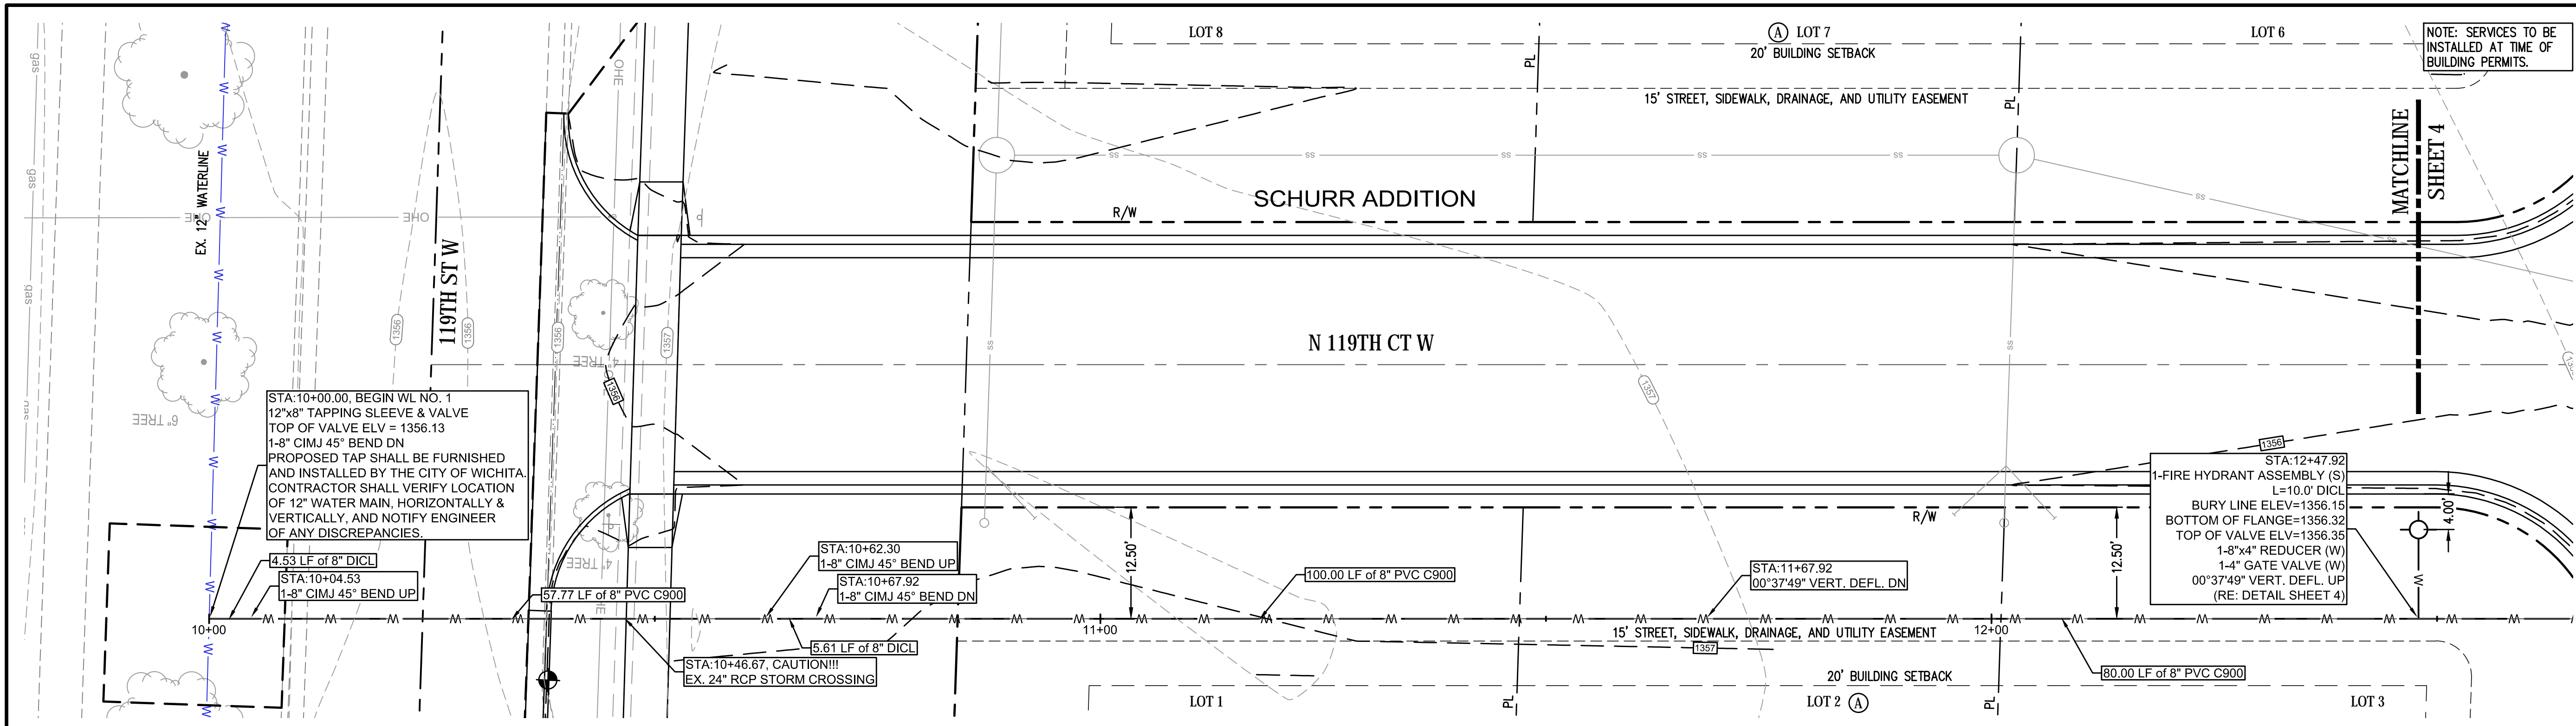 LOT 8
Ⓐ LOT 7
LOT 6
20' BUILDING SETBACK
NOTE: SERVICES TO BE
INSTALLED AT TIME OF
BUILDING PERMITS.
15' STREET, SIDEWALK, DRAINAGE, AND UTILITY EASEMENT
PL
PL
gas
gas
gas
W
EX. 12" WATERLINE
OHE
OHE
OHE
119TH ST W
SS
SS
SS
SS
SS
SS
SS
MATCHLINE
SHEET 4
SCHURR ADDITION
R/W
1356
1356
1356
1357
N 119TH CT W
SS
SS
4" TREE
1356
1357
6" TREE
STA:10+00.00, BEGIN WL NO. 1
12"x8" TAPPING SLEEVE & VALVE
TOP OF VALVE ELV = 1356.13
1-8" CIMJ 45° BEND DN
PROPOSED TAP SHALL BE FURNISHED
AND INSTALLED BY THE CITY OF WICHITA.
CONTRACTOR SHALL VERIFY LOCATION
OF 12" WATER MAIN, HORIZONTALLY &
VERTICALLY, AND NOTIFY ENGINEER
OF ANY DISCREPANCIES.
1356
STA:12+47.92
1-FIRE HYDRANT ASSEMBLY (S)
L=10.0' DICL
BURY LINE ELEV=1356.15
BOTTOM OF FLANGE=1356.32
TOP OF VALVE ELV=1356.35
1-8"x4" REDUCER (W)
1-4" GATE VALVE (W)
00°37'49" VERT. DEFL. UP
(RE: DETAIL SHEET 4)
4.00'
R/W
12.50'
12.50'
4" TREE
OHE
4.53 LF of 8" DICL
STA:10+04.53
1-8" CIMJ 45° BEND UP
57.77 LF of 8" PVC C900
STA:10+62.30
1-8" CIMJ 45° BEND UP
STA:10+67.92
1-8" CIMJ 45° BEND DN
100.00 LF of 8" PVC C900
STA:11+67.92
00°37'49" VERT. DEFL. DN
10+00
11+00
12+00
5.61 LF of 8" DICL
STA:10+46.67, CAUTION!!!
EX. 24" RCP STORM CROSSING
15' STREET, SIDEWALK, DRAINAGE, AND UTILITY EASEMENT
1357
20' BUILDING SETBACK
80.00 LF of 8" PVC C900
LOT 1
PL
LOT 2 Ⓐ
PL
LOT 3